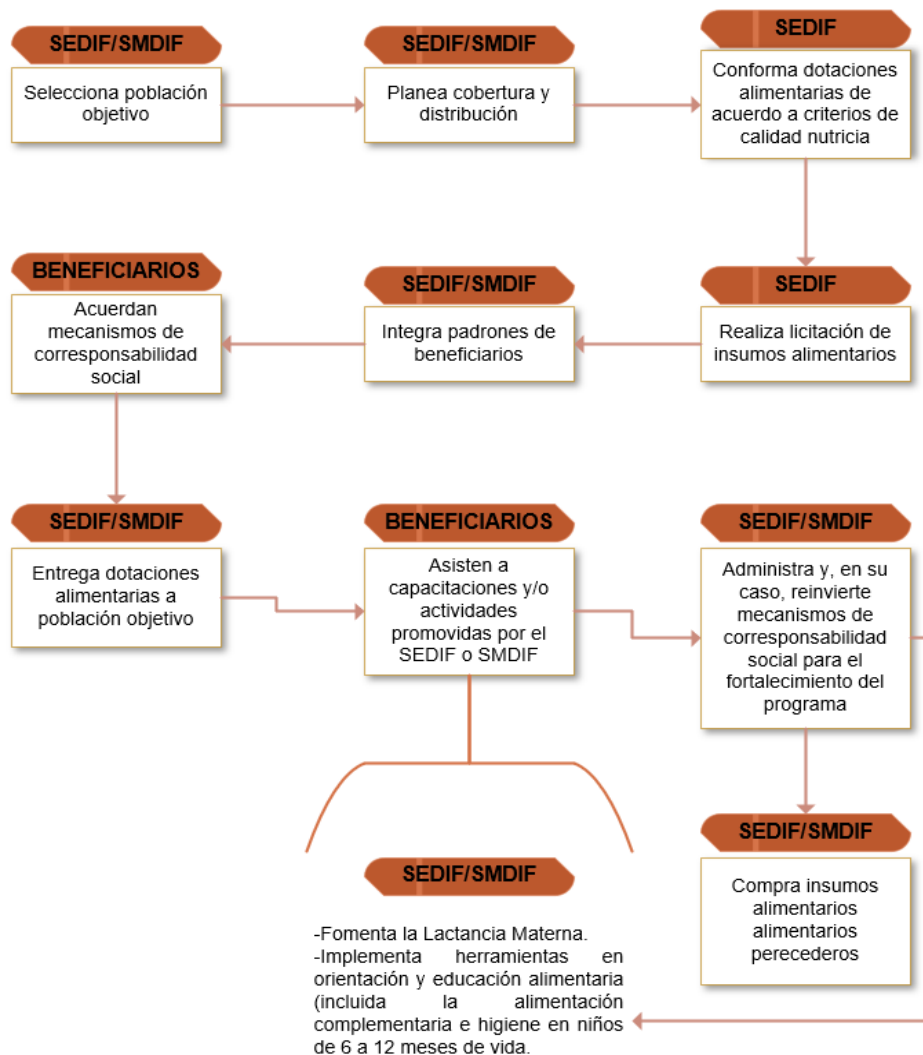 SEDIF/SMDIF
Selecciona población
objetivo
SEDIF/SMDIF
Planea cobertura y
distribución
SEDIF
Conforma dotaciones
alimentarias de
acuerdo a criterios de
calidad nutricia
SEDIF
Realiza licitación de
insumos alimentarios
SEDIF/SMDIF
Integra padrones de
beneficiarios
BENEFICIARIOS
Acuerdan
mecanismos de
corresponsabilidad
social
SEDIF/SMDIF
Entrega dotaciones
alimentarias a
población objetivo
BENEFICIARIOS
Asisten a
capacitaciones y/o
actividades
promovidas por el
SEDIF o SMDIF
SEDIF/SMDIF
Administra y, en su
caso, reinvierte
mecanismos de
corresponsabilidad
social para el
fortalecimiento del
programa
SEDIF/SMDIF
Compra insumos
alimentarios
alimentarios
perecederos
SEDIF/SMDIF
-Fomenta la Lactancia Materna.
-Implementa herramientas en
orientación y educación alimentaria
(incluida la alimentación
complementaria e higiene en niños
de 6 a 12 meses de vida.